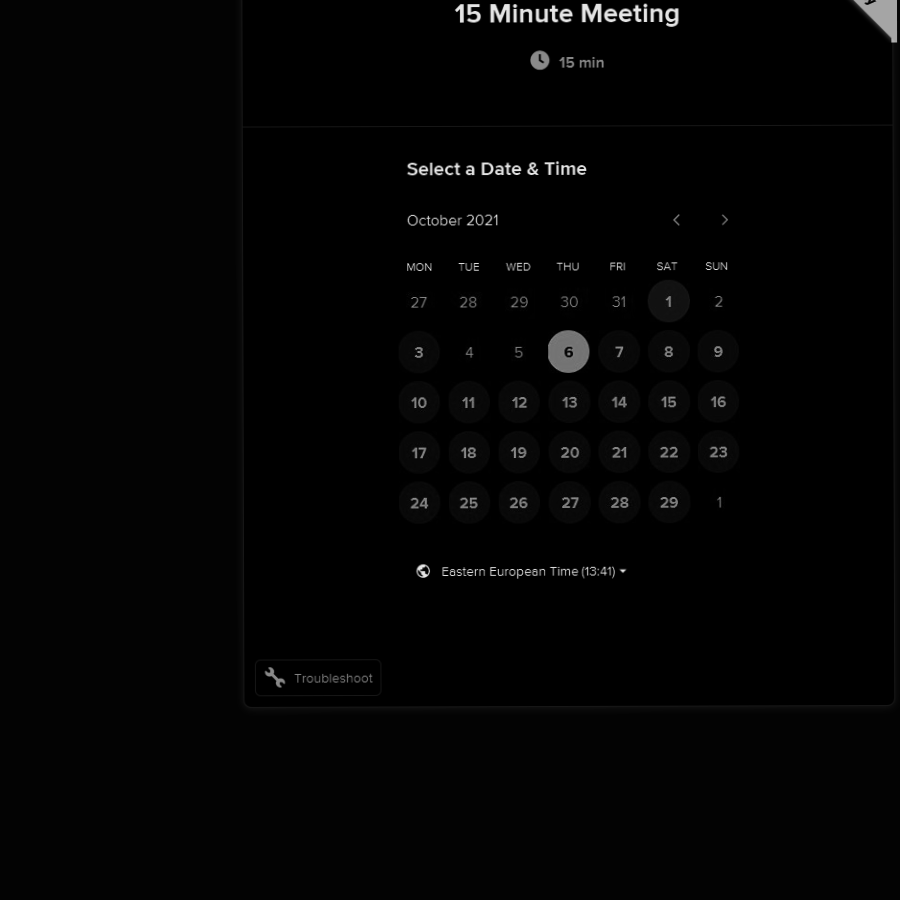 15 Minute Meeting
15 min
Select a Date & Time
October 2021
MON TUE WED THU FRI SAT SUN
27 28 29 30 31 1 2
3 4 5 6 7 8 9
10 11 12 13 14 15 16
17 18 19 20 21 22 23
24 25 26 27 28 29 1
Eastern European Time (13:41)
Troubleshoot